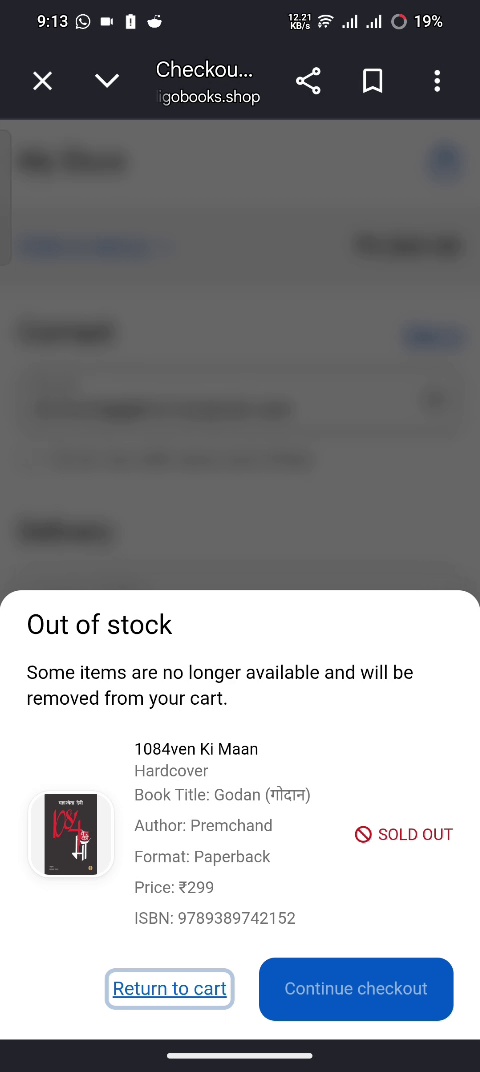 9:13
12.21
KB/s
19%
Checkou...
igobooks.shop
Out of stock
Some items are no longer available and will be
removed from your cart.
1084ven Ki Maan
Hardcover
Book Title: Godan (गोदान)
Author: Premchand
Format: Paperback
Price: ₹299
ISBN: 9789389742152
SOLD OUT
महाश्वेता देवी
1084
वें
माँ
Return to cart
Continue checkout